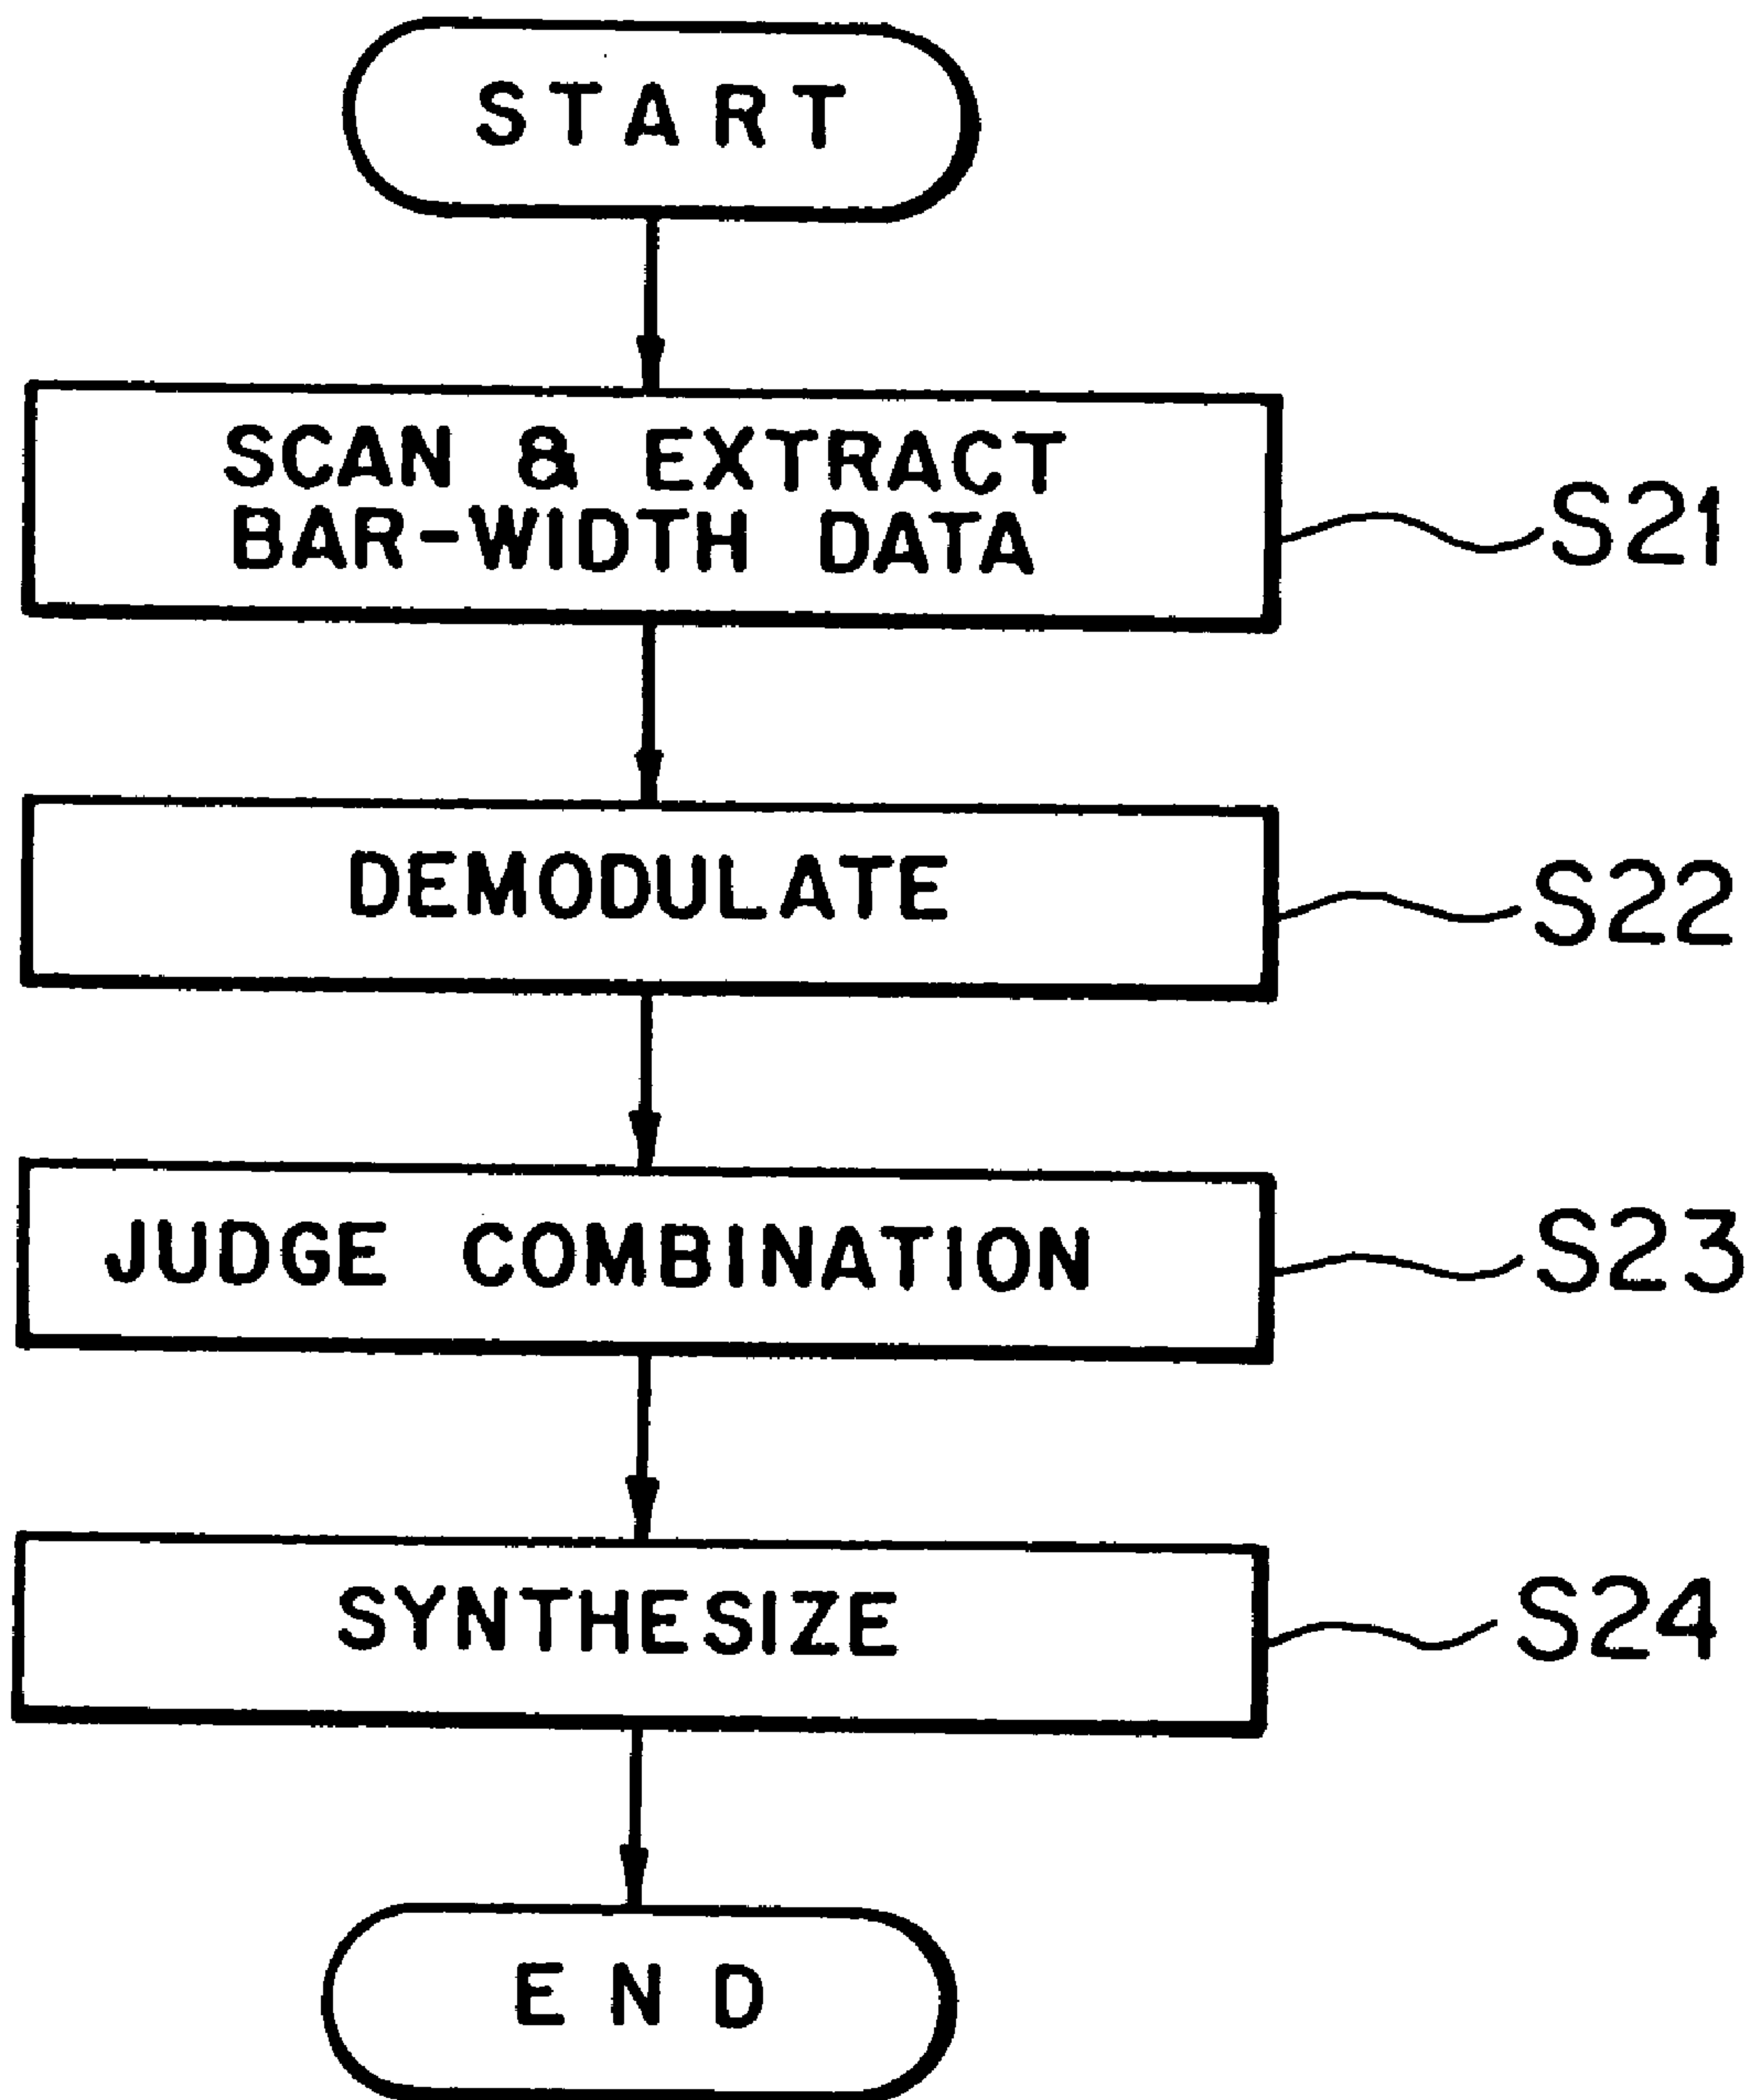 START
SCAN & EXTRACT
BAR-WIDTH DATA
S21
DEMODULATE
S22
JUDGE COMBINATION
S23
SYNTHESIZE
S24
END